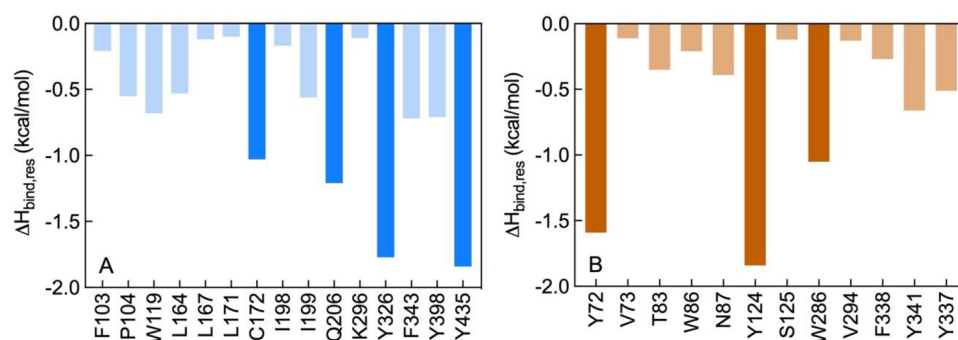 0.0
-0.5
-1.0
-1.5
-2.0
ΔHbind,res (kcal/mol)
A
F103
P104
W119
L164
L167
L171
C172
I198
I199
Q206
K296
Y326
F343
Y398
Y435
0.0
-0.5
-1.0
-1.5
-2.0
ΔHbind,res (kcal/mol)
B
Y72
V73
T83
W86
N87
Y124
S125
W286
V294
F338
Y341
Y337